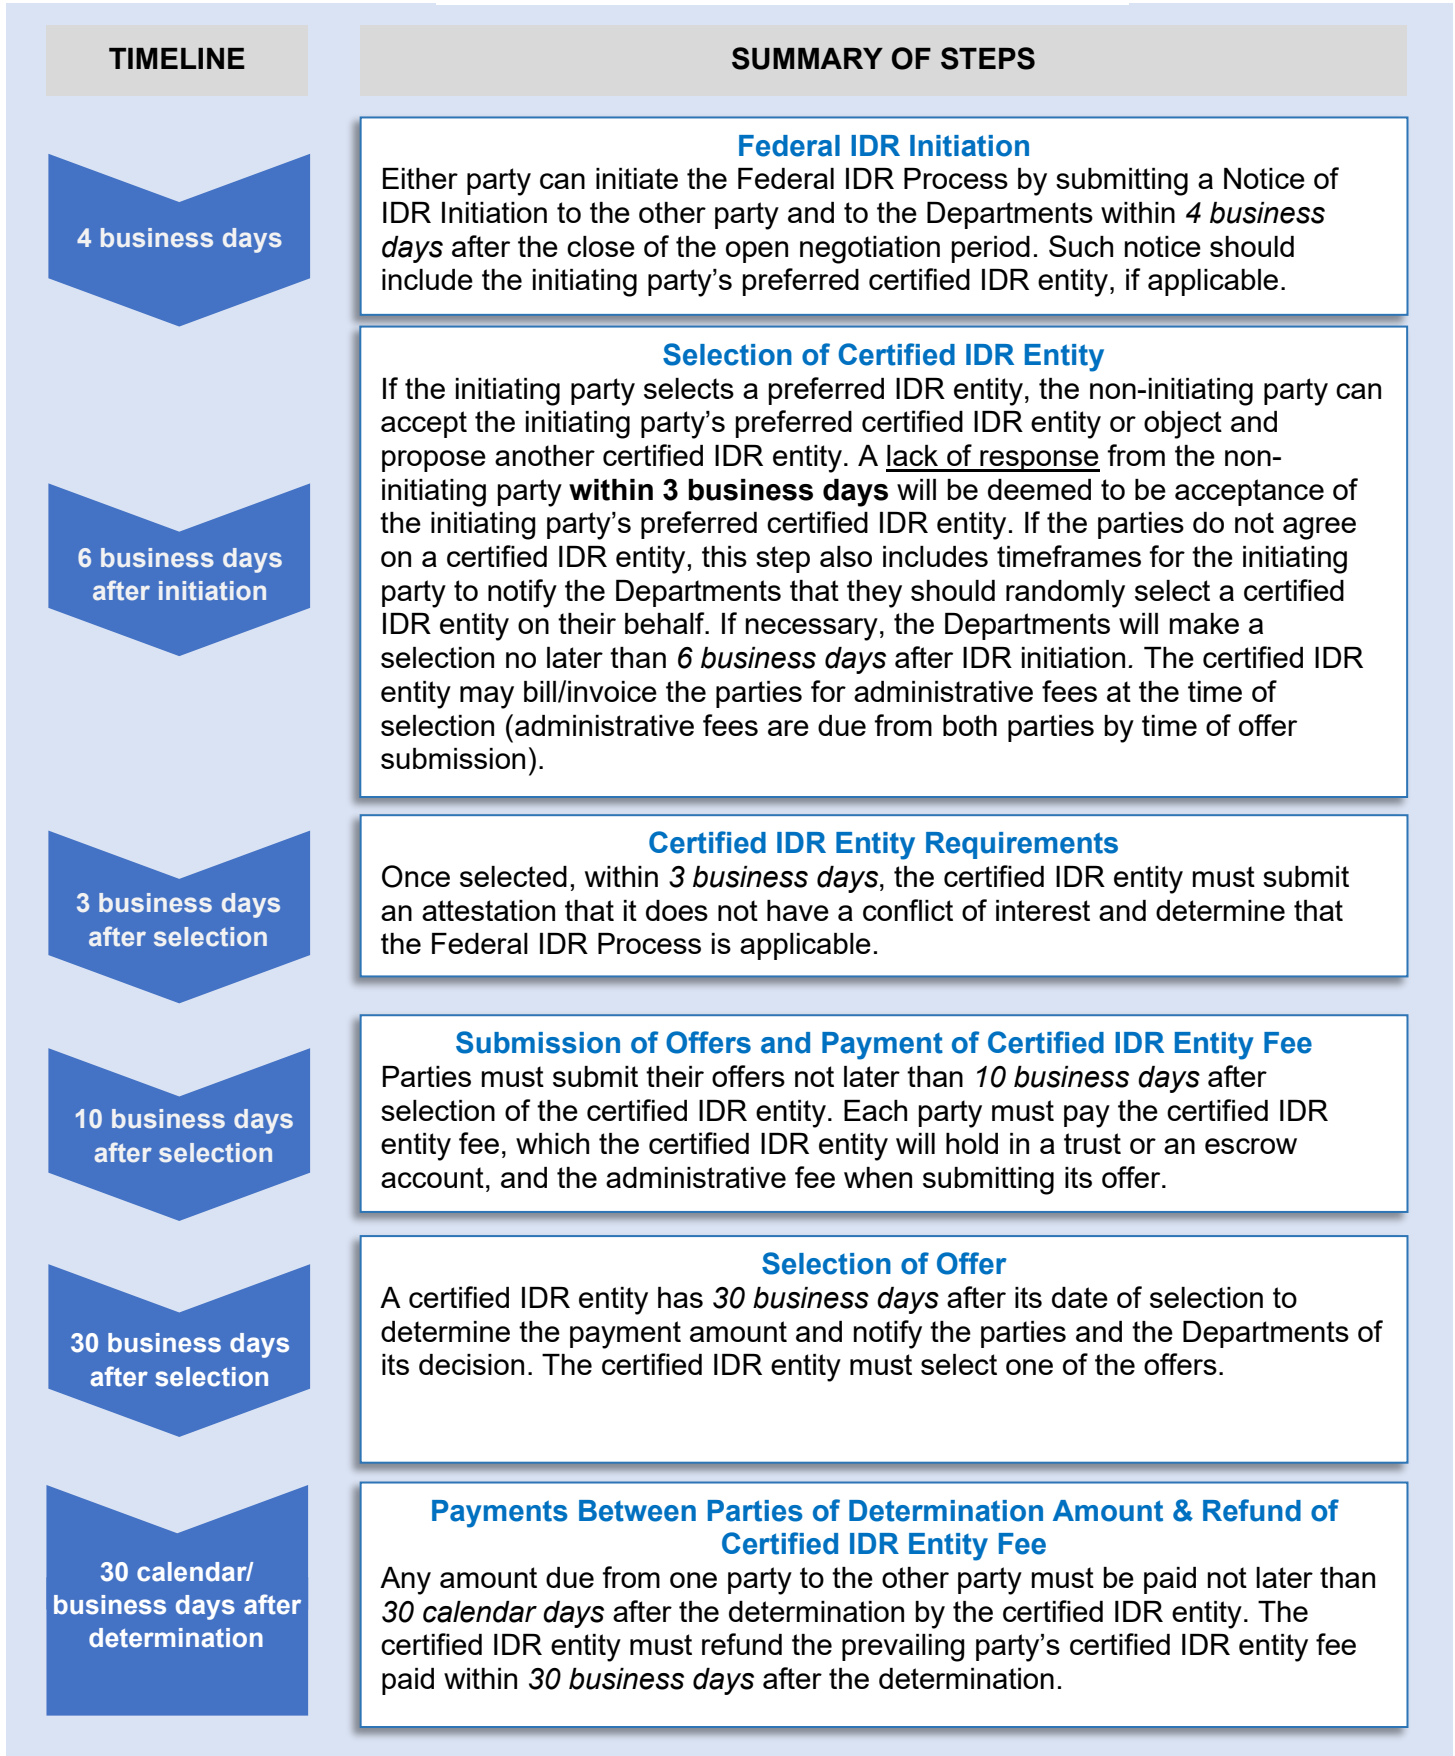 TIMELINE
SUMMARY OF STEPS
4 business days
Federal IDR Initiation
Either party can initiate the Federal IDR Process by submitting a Notice of
IDR Initiation to the other party and to the Departments within 4 business
days after the close of the open negotiation period. Such notice should
include the initiating party’s preferred certified IDR entity, if applicable.
6 business days
after initiation
Selection of Certified IDR Entity
If the initiating party selects a preferred IDR entity, the non-initiating party can
accept the initiating party’s preferred certified IDR entity or object and
propose another certified IDR entity. A lack of response from the non-
initiating party within 3 business days will be deemed to be acceptance of
the initiating party’s preferred certified IDR entity. If the parties do not agree
on a certified IDR entity, this step also includes timeframes for the initiating
party to notify the Departments that they should randomly select a certified
IDR entity on their behalf. If necessary, the Departments will make a
selection no later than 6 business days after IDR initiation. The certified IDR
entity may bill/invoice the parties for administrative fees at the time of
selection (administrative fees are due from both parties by time of offer
submission).
3 business days
after selection
Certified IDR Entity Requirements
Once selected, within 3 business days, the certified IDR entity must submit
an attestation that it does not have a conflict of interest and determine that
the Federal IDR Process is applicable.
10 business days
after selection
Submission of Offers and Payment of Certified IDR Entity Fee
Parties must submit their offers not later than 10 business days after
selection of the certified IDR entity. Each party must pay the certified IDR
entity fee, which the certified IDR entity will hold in a trust or an escrow
account, and the administrative fee when submitting its offer.
30 business days
after selection
Selection of Offer
A certified IDR entity has 30 business days after its date of selection to
determine the payment amount and notify the parties and the Departments of
its decision. The certified IDR entity must select one of the offers.
30 calendar/
business days after
determination
Payments Between Parties of Determination Amount & Refund of
Certified IDR Entity Fee
Any amount due from one party to the other party must be paid not later than
30 calendar days after the determination by the certified IDR entity. The
certified IDR entity must refund the prevailing party’s certified IDR entity fee
paid within 30 business days after the determination.